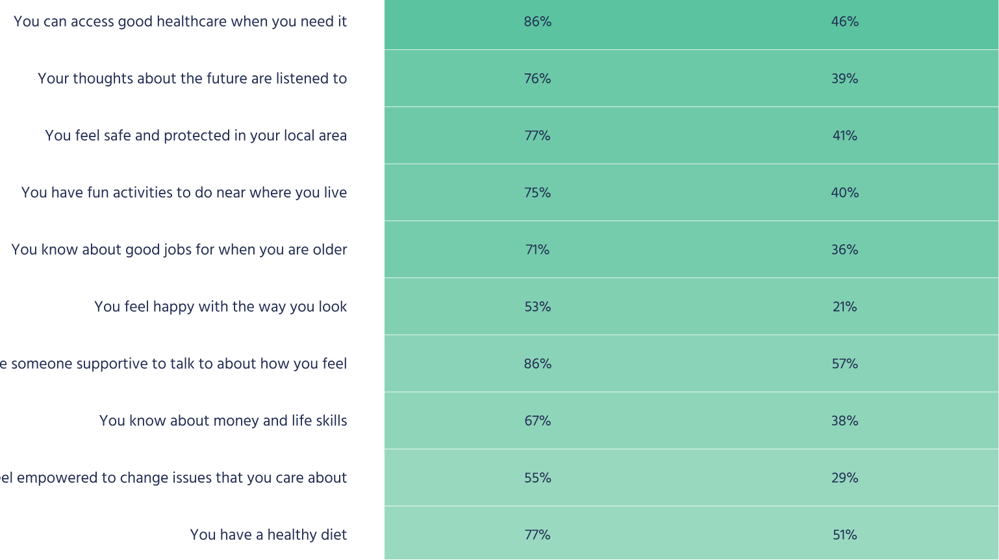 You can access good healthcare when you need it 86% 46%
Your thoughts about the future are listened to 76% 39%
You feel safe and protected in your local area 77% 41%
You have fun activities to do near where you live 75% 40%
You know about good jobs for when you are older 71% 36%
You feel happy with the way you look 53% 21%
someone supportive to talk to about how you feel 86% 57%
You know about money and life skills 67% 38%
empowered to change issues that you care about 55% 29%
You have a healthy diet 77% 51%